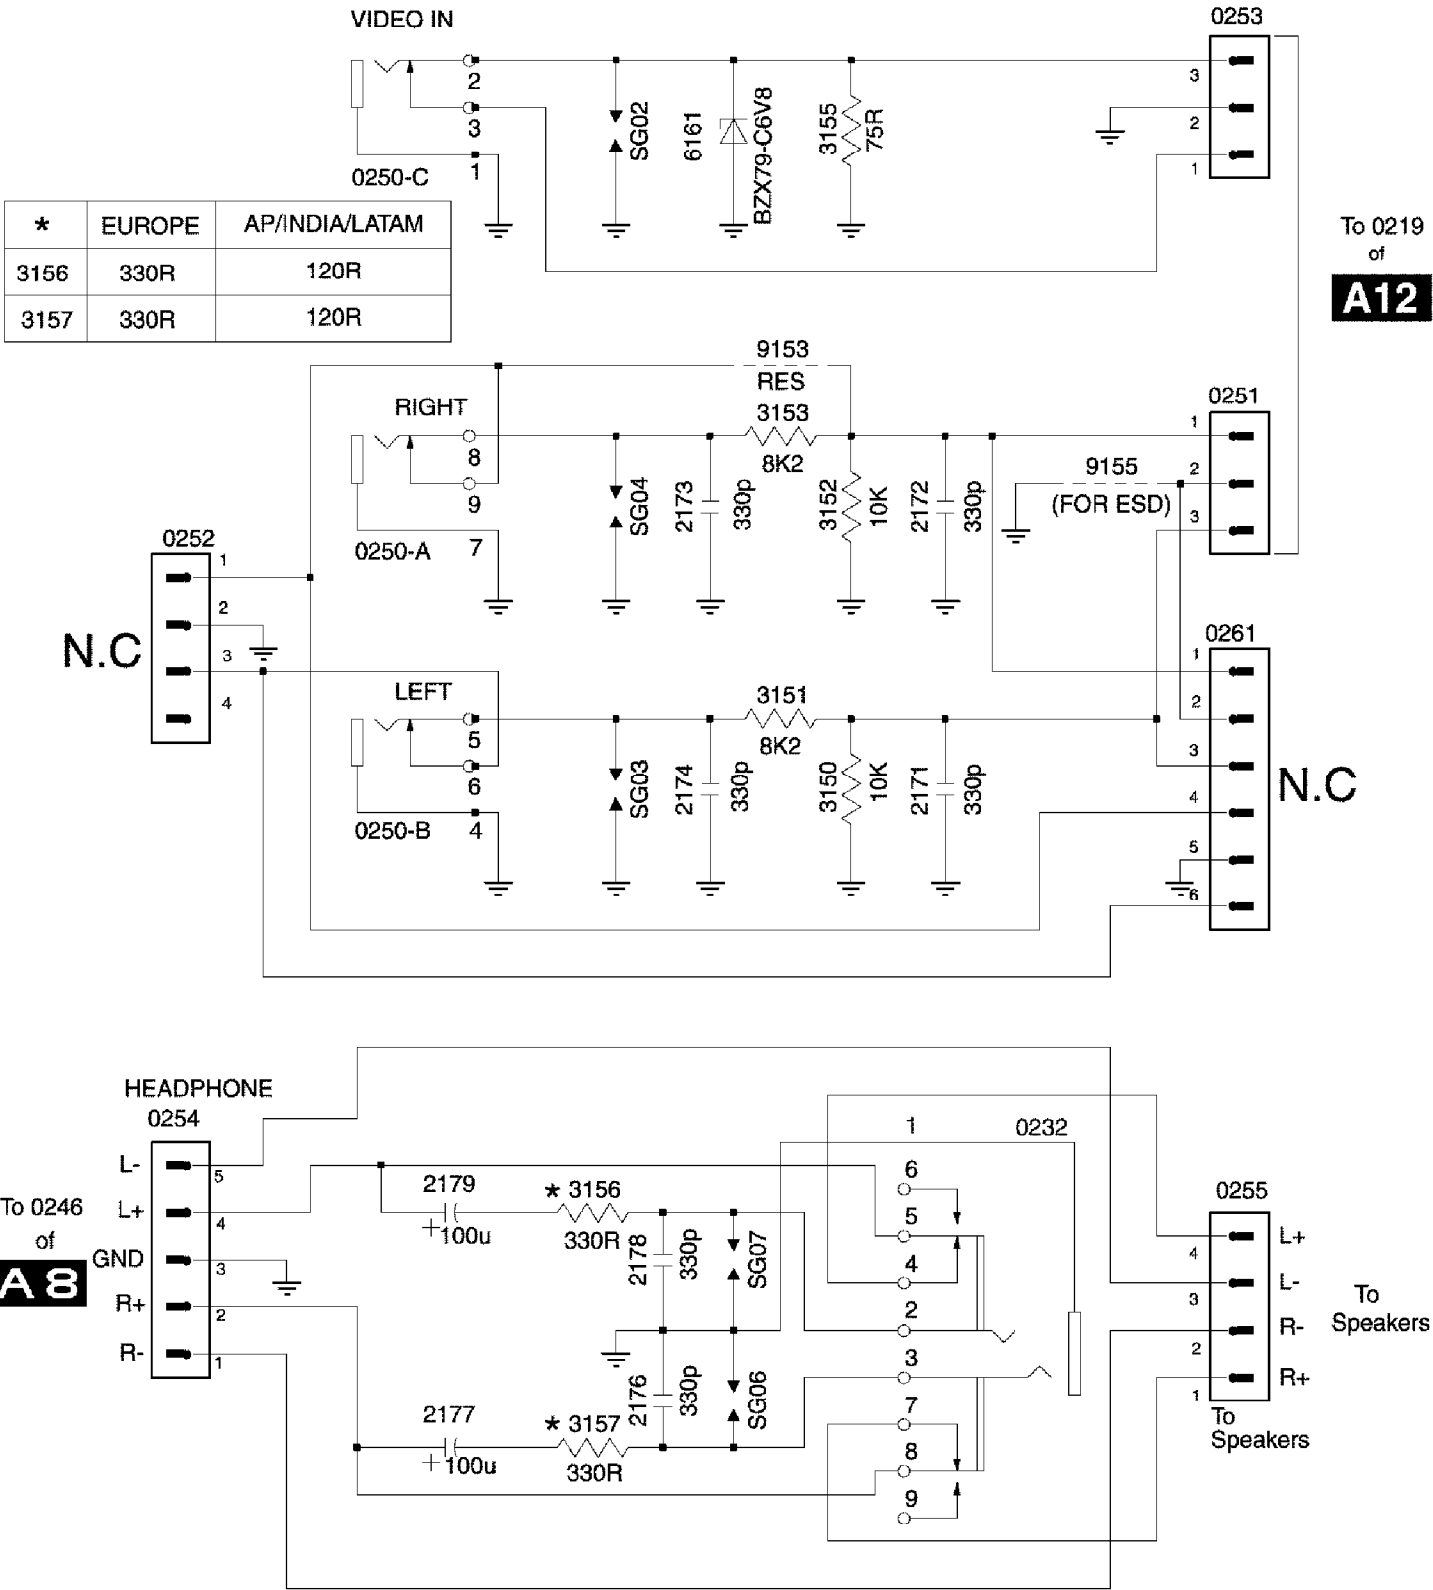 VIDEO IN
0253
2
3
SG02
6161
BZX79-C6V8
3155
75R
3
2
1
1
0250-C
* EUROPE AP/INDIA/LATAM
3156 330R 120R
3157 330R 120R
To 0219
of
A12
9153
RES
RIGHT
3153
8K2
0251
1
8
9
SG04
2173
330p
3152
10K
2172
330p
9155
(FOR ESD)
2
3
0250-A
7
0252
1
2
3
4
N.C
0261
1
2
3
4
5
6
N.C
LEFT
3151
8K2
5
6
SG03
2174
330p
3150
10K
2171
330p
0250-B
4
HEADPHONE
0254
L-
5
To 0246
of
A8
L+
4
GND
3
R+
2
R-
1
2179
+100u
* 3156
330R
2178
330p
SG07
2176
330p
SG06
2177
+100u
* 3157
330R
1
0232
6
5
4
2
3
7
8
9
0255
L+
4
L-
3
R-
2
R+
1
To
Speakers
To
Speakers